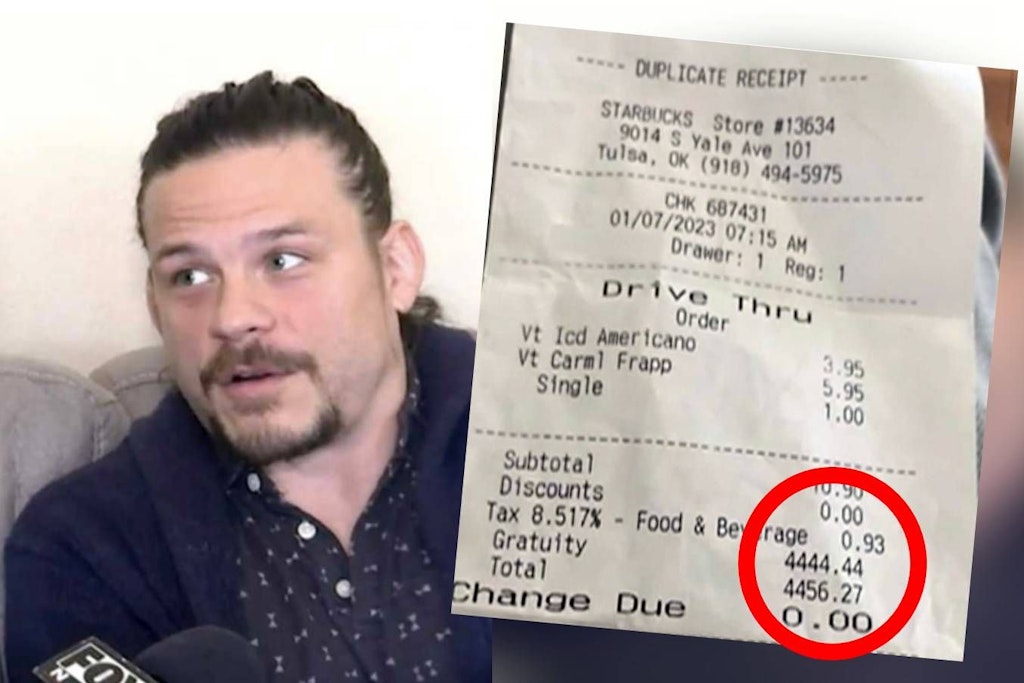 ----- DUPLICATE RECEIPT -----
STARBUCKS Store #13634
9014 S Yale Ave 101
Tulsa, OK (918) 494-5975
CHK 687431
01/07/2023 07:15 AM
Drawer: 1 Reg: 1
Drive Thru
Order
Vt Icd Americano 3.95
Vt Carml Frapp 5.95
Single 1.00
Subtotal 10.90
Discounts 0.00
Tax 8.517% - Food & Beverage 0.93
Gratuity 4444.44
Total 4456.27
Change Due 0.00
FOX